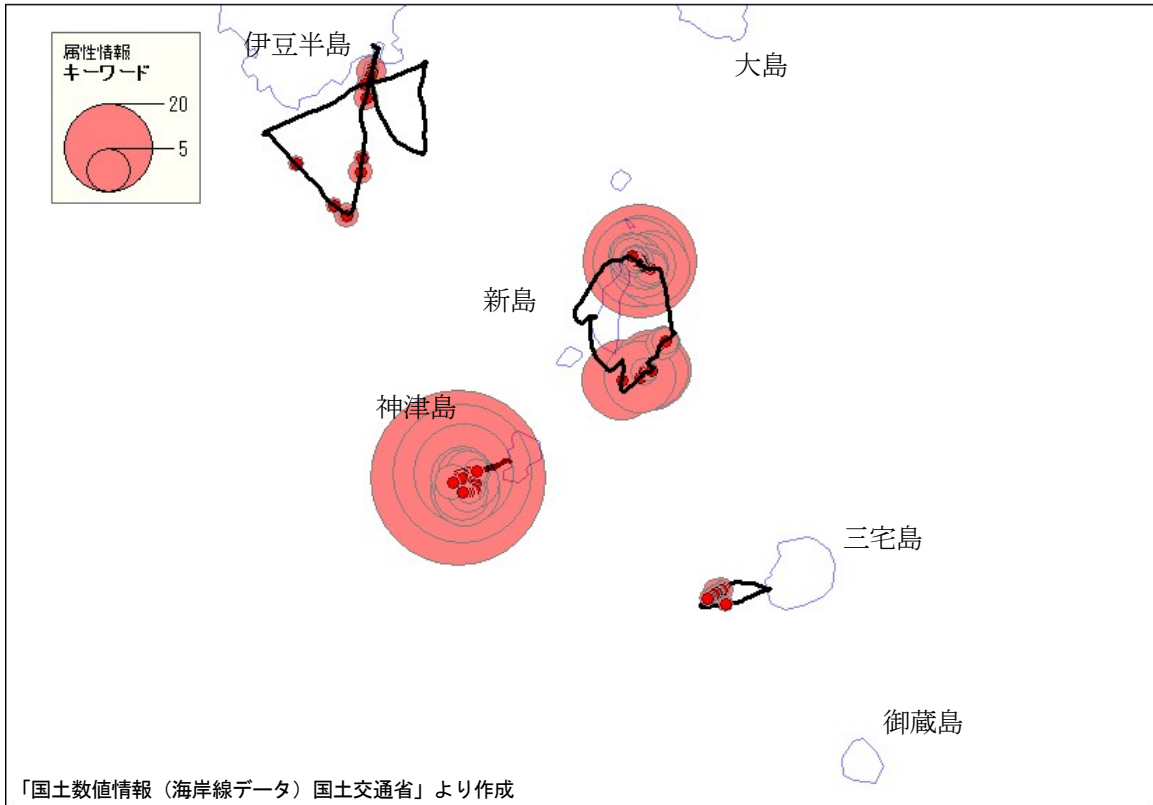 伊豆半島
大島
属性情報
キーワード
20
5
新島
神津島
三宅島
御蔵島
「国土数値情報（海岸線データ）国土交通省」より作成